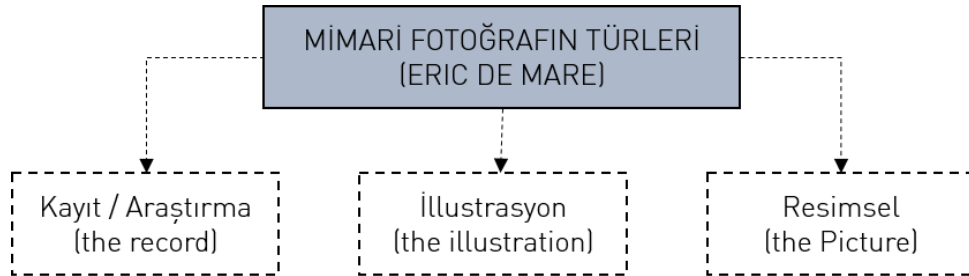 MİMARİ FOTOĞRAFIN TÜRLERİ
(ERIC DE MARE)
Kayıt / Araştırma
(the record)
İllustrasyon
(the illustration)
Resimsel
(the Picture)